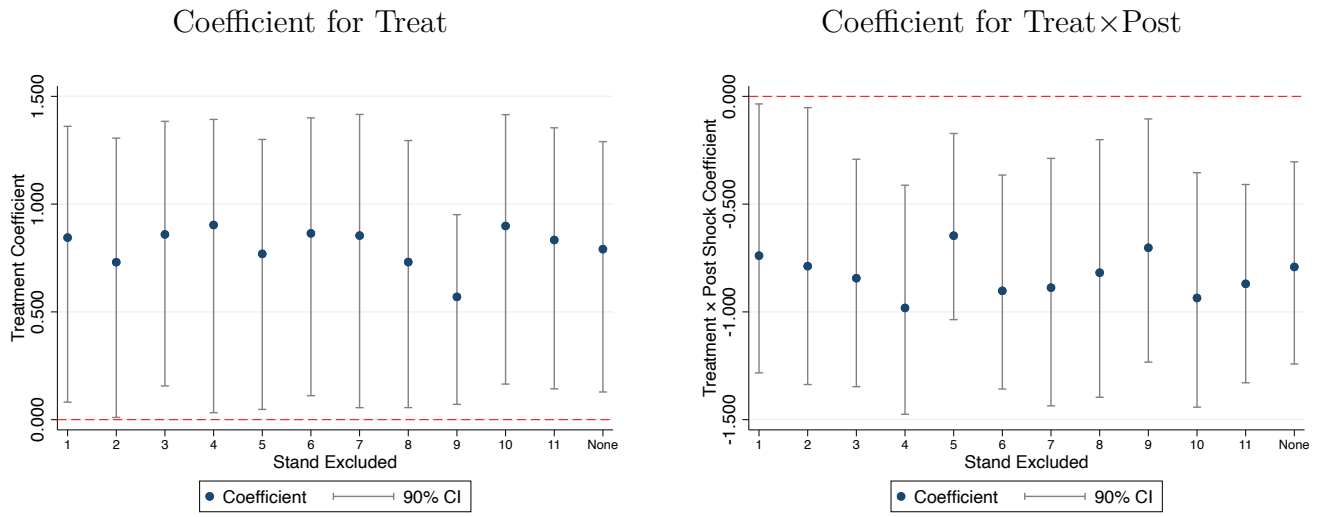 Coefficient for Treat
Treatment Coefficient
1.500
1.000
0.500
0.000
1 2 3 4 5 6 7 8 9 10 11 None
Stand Excluded
Coefficient 90% CI
Coefficient for Treat×Post
Treatment × Post Shock Coefficient
0.000
-0.500
-1.000
-1.500
1 2 3 4 5 6 7 8 9 10 11 None
Stand Excluded
Coefficient 90% CI